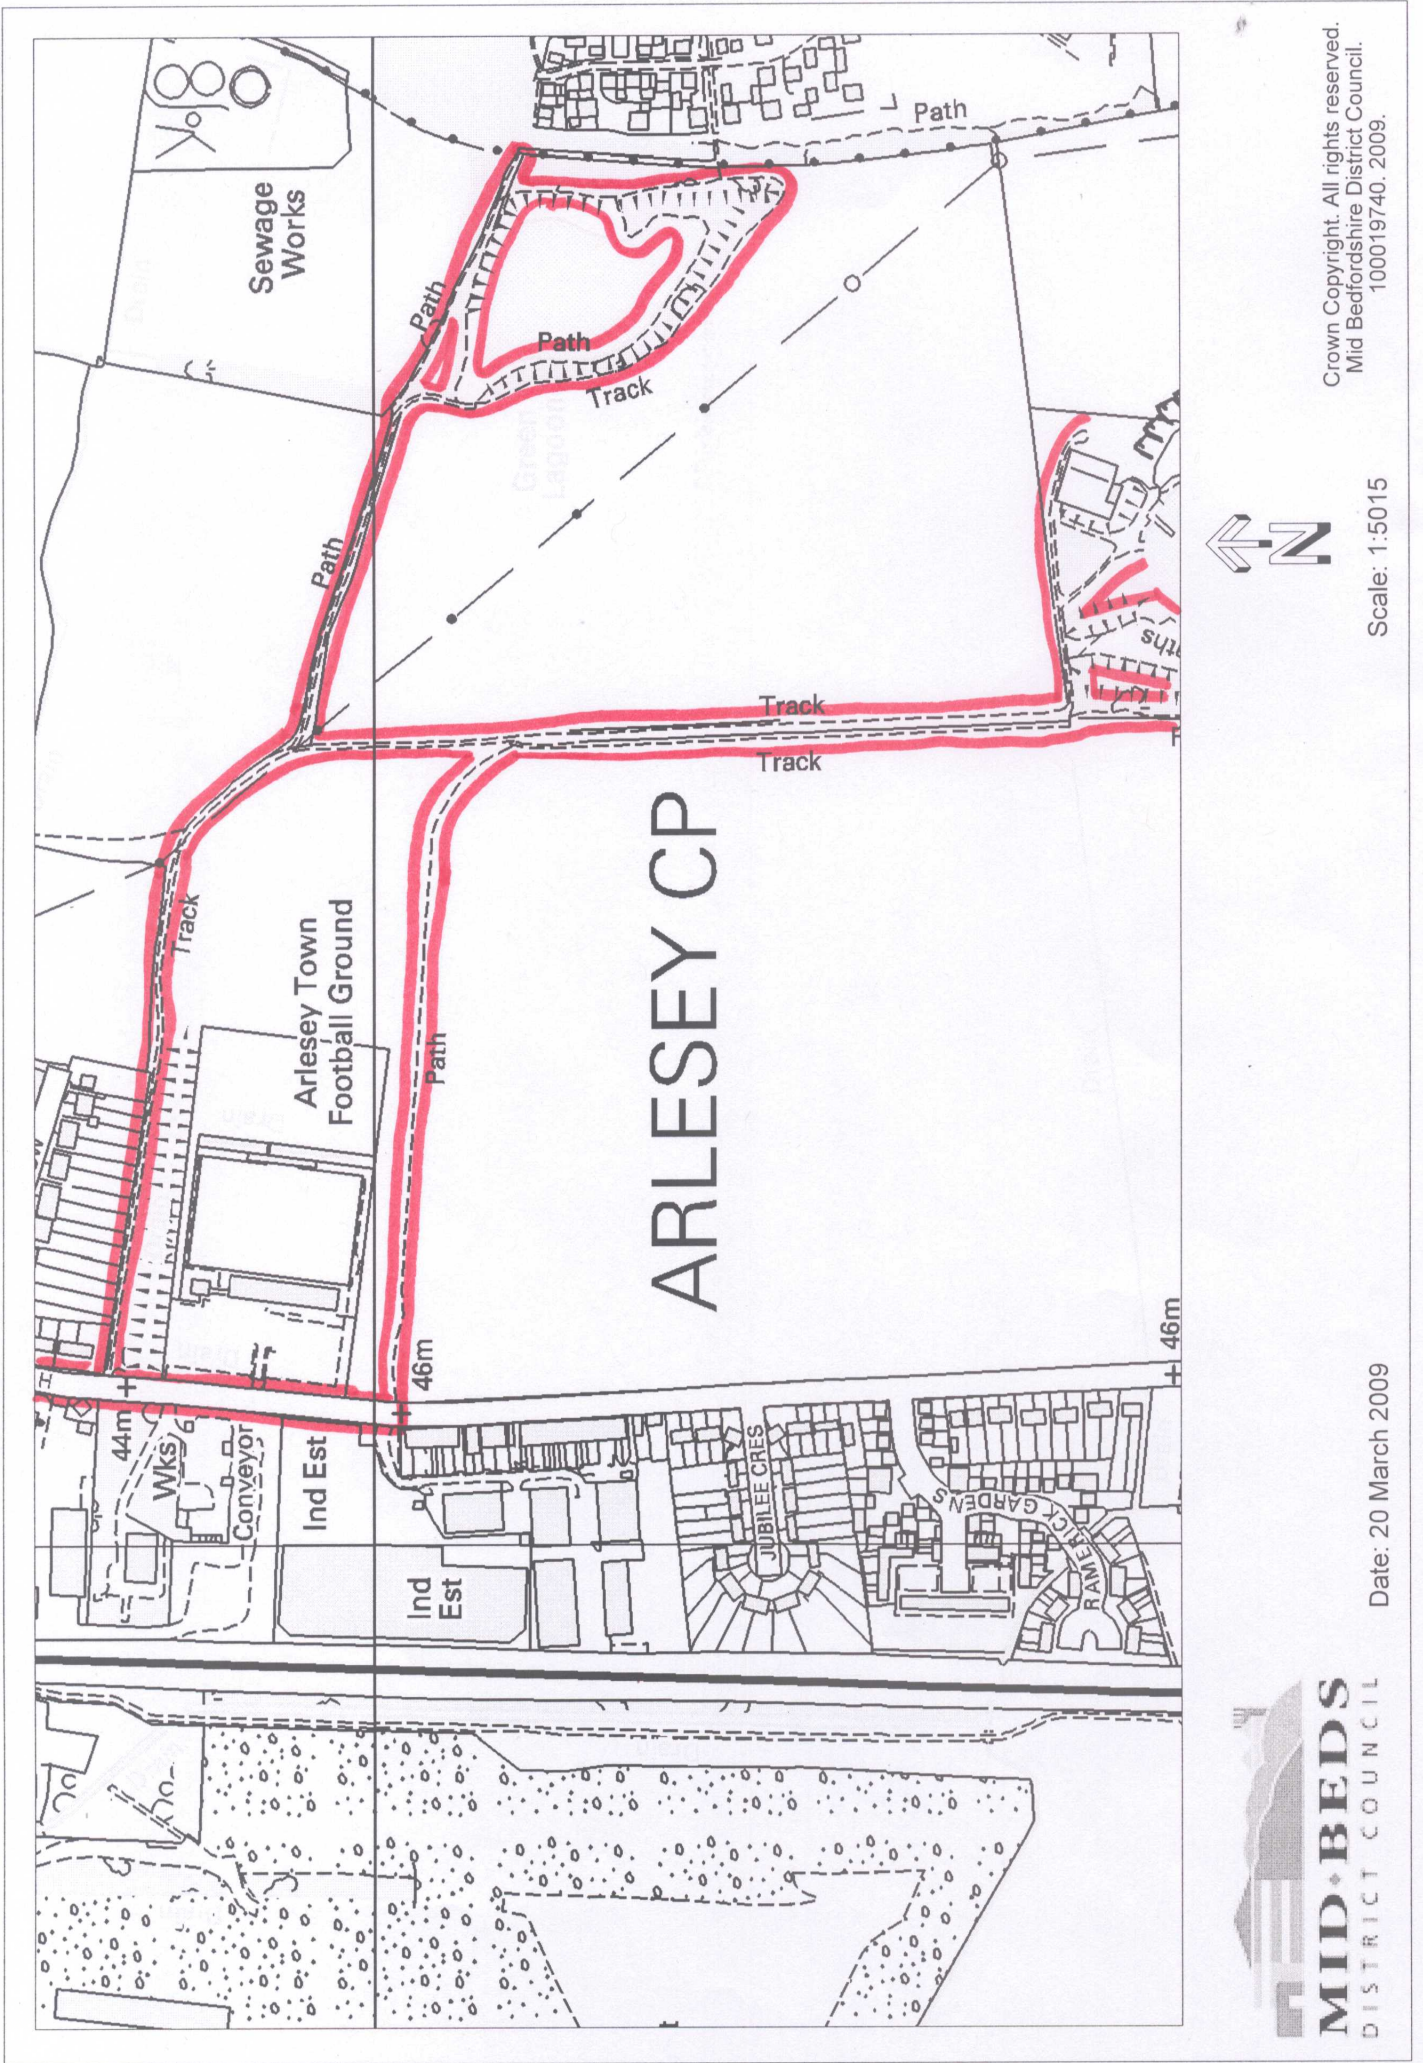 Sewage
Works
Path
Path
Path
Path
Track
Track
Track
Track
Arlesey Town
Football Ground
Path
ARLESEY CP
44m
46m
46m
Wks
Conveyor
Ind Est
Ind
Est
JUBILEE CRES
RAMERICK GARDENS
N
Crown Copyright. All rights reserved.
Mid Bedfordshire District Council.
100019740. 2009.
Scale: 1:5015
Date: 20 March 2009
MID·BEDS
DISTRICT COUNCIL